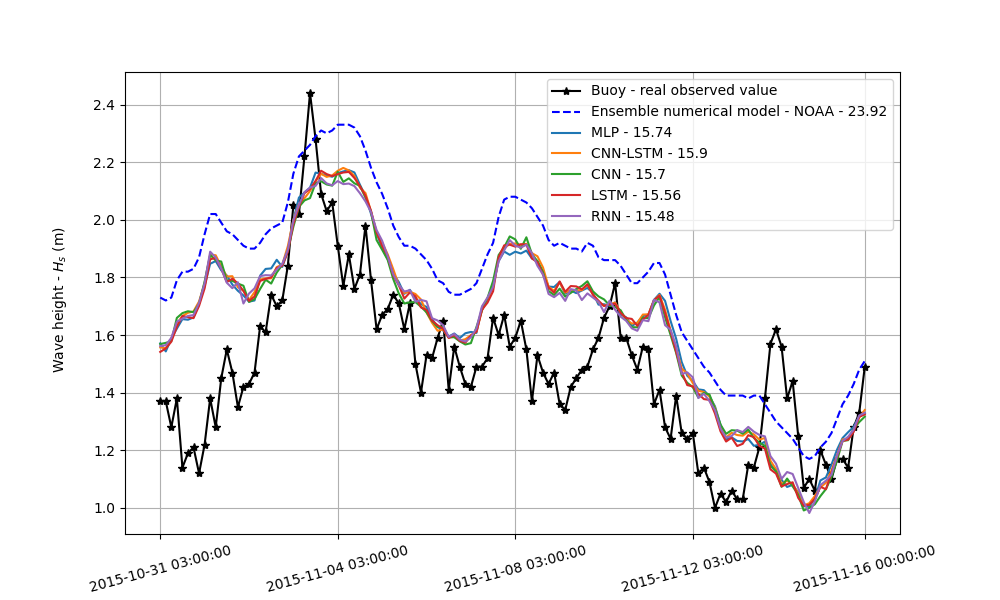 Buoy - real observed value
Ensemble numerical model - NOAA - 23.92
MLP - 15.74
CNN-LSTM - 15.9
CNN - 15.7
LSTM - 15.56
RNN - 15.48
Wave height - Hs (m)
2.4
2.2
2.0
1.8
1.6
1.4
1.2
1.0
2015-10-31 03:00:00
2015-11-04 03:00:00
2015-11-08 03:00:00
2015-11-12 03:00:00
2015-11-16 00:00:00